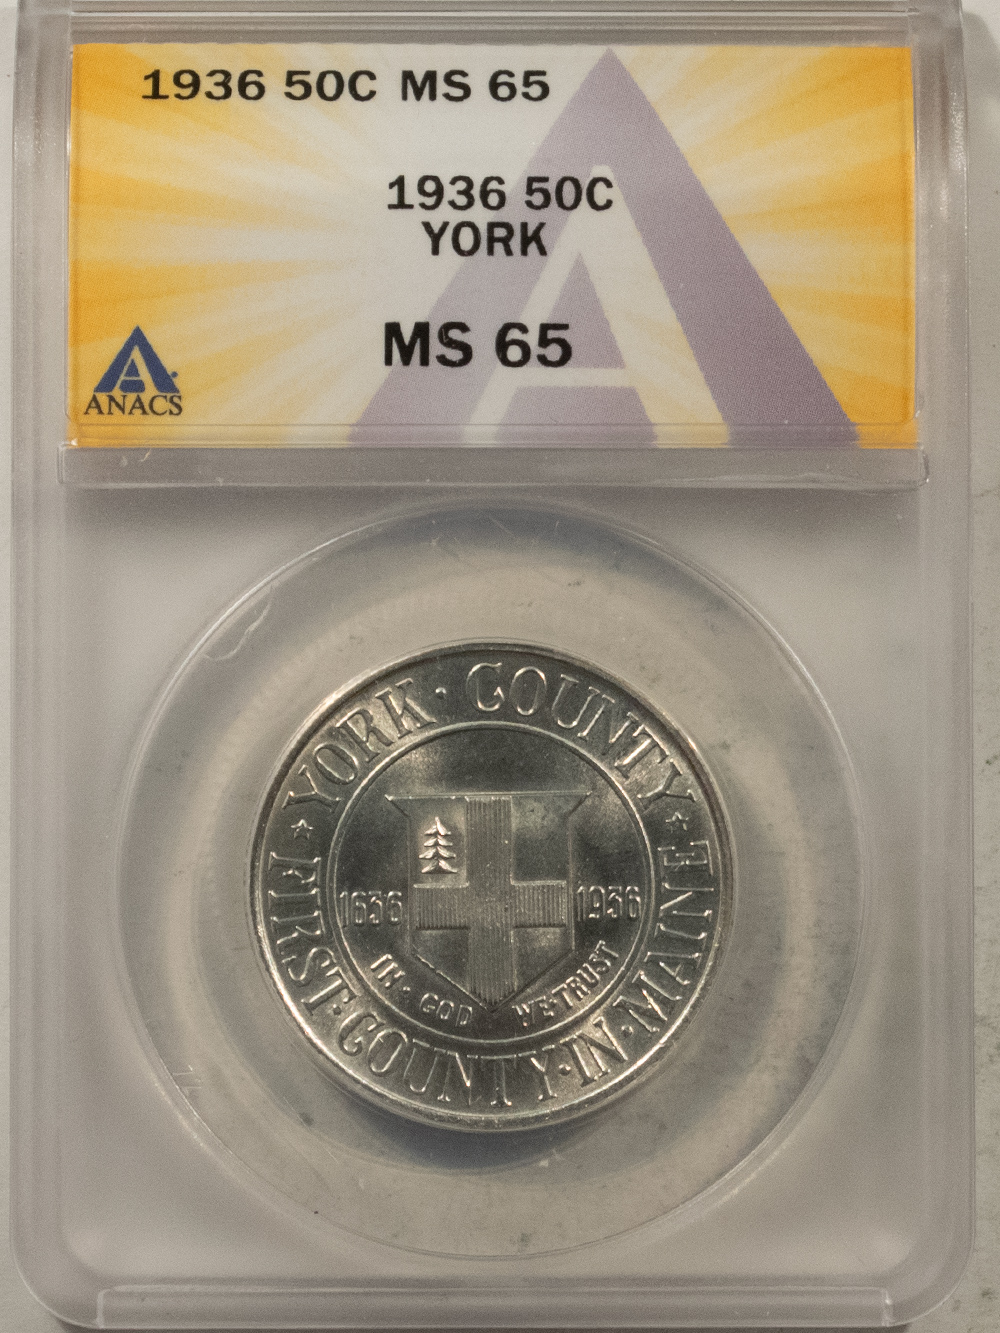 1936 50C MS 65
1936 50C
YORK
MS 65
ANACS
YORK · COUNTY
FIRST · COUNTY · IN · MAINE
1636 1936
IN · GOD WE · TRUST